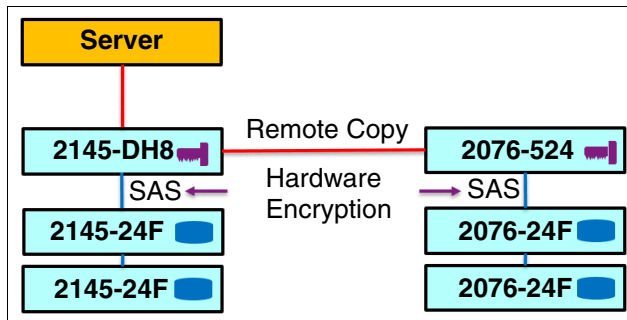 Server
2145-DH8
Remote Copy
2076-524
SAS
Hardware
Encryption
SAS
2145-24F
2076-24F
2145-24F
2076-24F